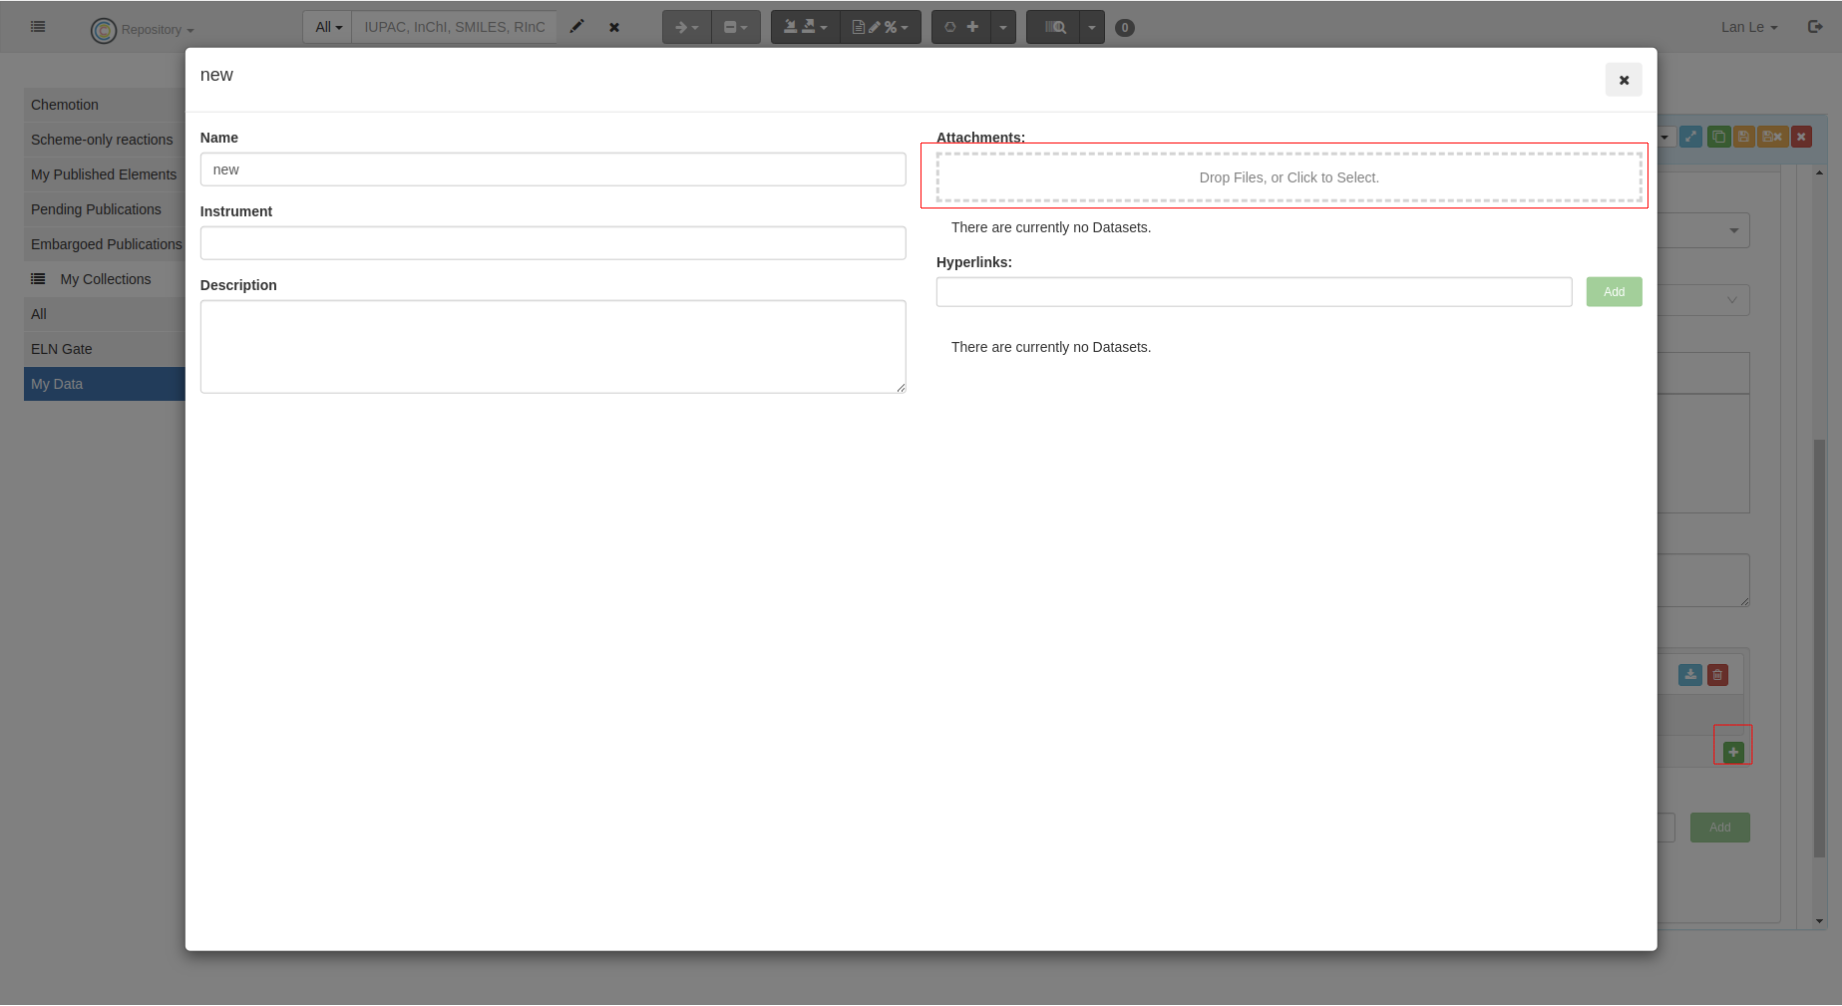 Repository
All
IUPAC, InChI, SMILES, RInC
0
Lan Le
new
Chemotion
Scheme-only reactions
My Published Elements
Pending Publications
Embargoed Publications
My Collections
All
ELN Gate
My Data
Name
new
Instrument
Description
Attachments:
Drop Files, or Click to Select.
There are currently no Datasets.
Hyperlinks:
Add
There are currently no Datasets.
Add